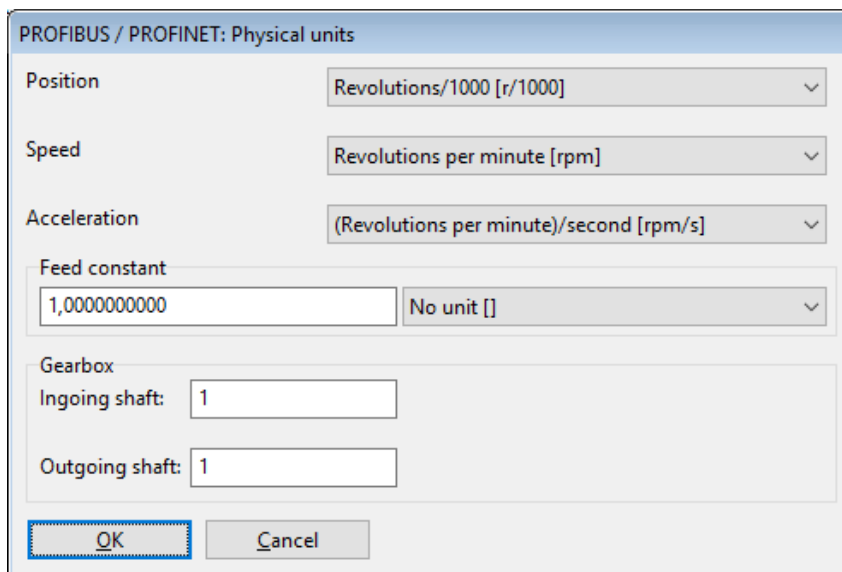 PROFIBUS / PROFINET: Physical units
Position
Revolutions/1000 [r/1000]
Speed
Revolutions per minute [rpm]
Acceleration
(Revolutions per minute)/second [rpm/s]
Feed constant
1,0000000000
No unit []
Gearbox
Ingoing shaft: 1
Outgoing shaft: 1
OK
Cancel